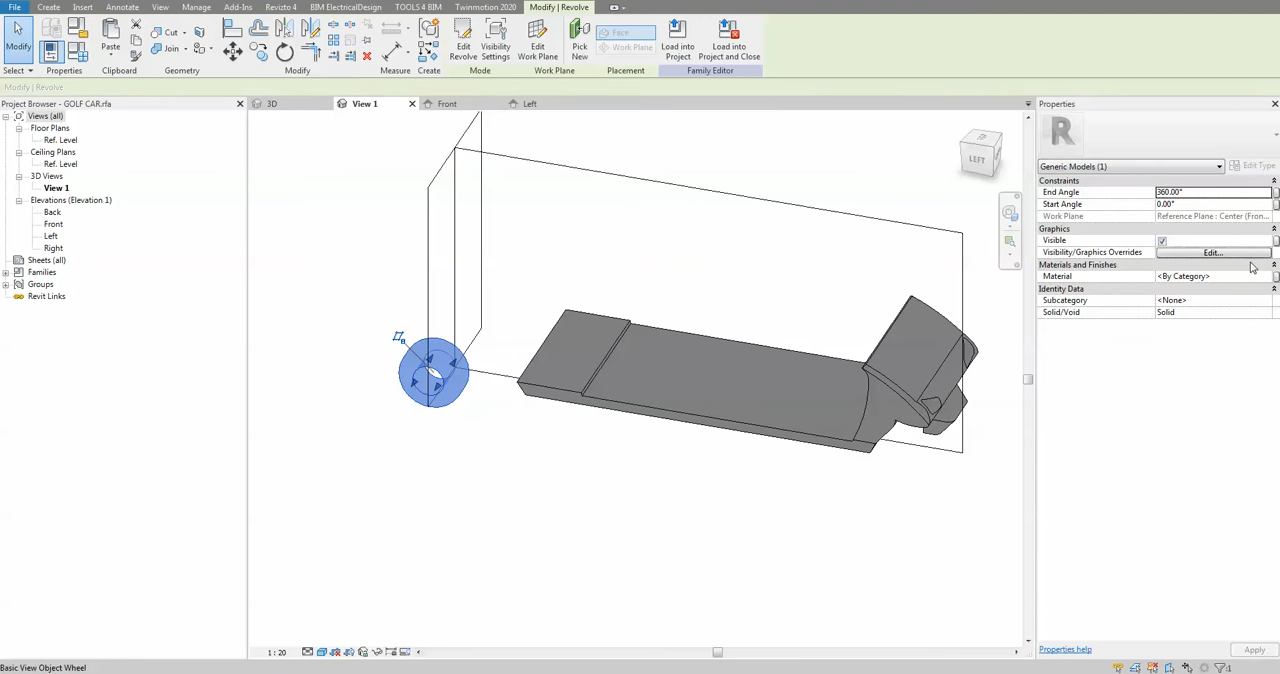 File Create Insert Annotate View Manage Add-Ins Revizto 4 BIM ElectricalDesign TOOLS 4 BIM Twinmotion 2020 Modify | Revolve
Modify
Paste
Cut
Join
Edit Revolve
Visibility Settings
Edit Work Plane
Pick New
Face
Work Plane
Load into Project
Load into Project and Close
Select Properties Clipboard Geometry Modify Measure Create Mode Work Plane Placement Family Editor
Modify | Revolve
Project Browser - GOLF CAR.rfa
3D
View 1
Front
Left
Properties
Views (all)
Floor Plans
Ref. Level
Ceiling Plans
Ref. Level
3D Views
View 1
Elevations (Elevation 1)
Back
Front
Left
Right
Sheets (all)
Families
Groups
Revit Links
LEFT
R
Generic Models (1)
Edit Type
Constraints
End Angle 360.00°
Start Angle 0.00°
Work Plane Reference Plane : Center (Fron...
Graphics
Visible
Visibility/Graphics Overrides Edit...
Materials and Finishes
Material <By Category>
Identity Data
Subcategory <None>
Solid/Void Solid
1 : 20
Properties help
Apply
Basic View Object Wheel
:1